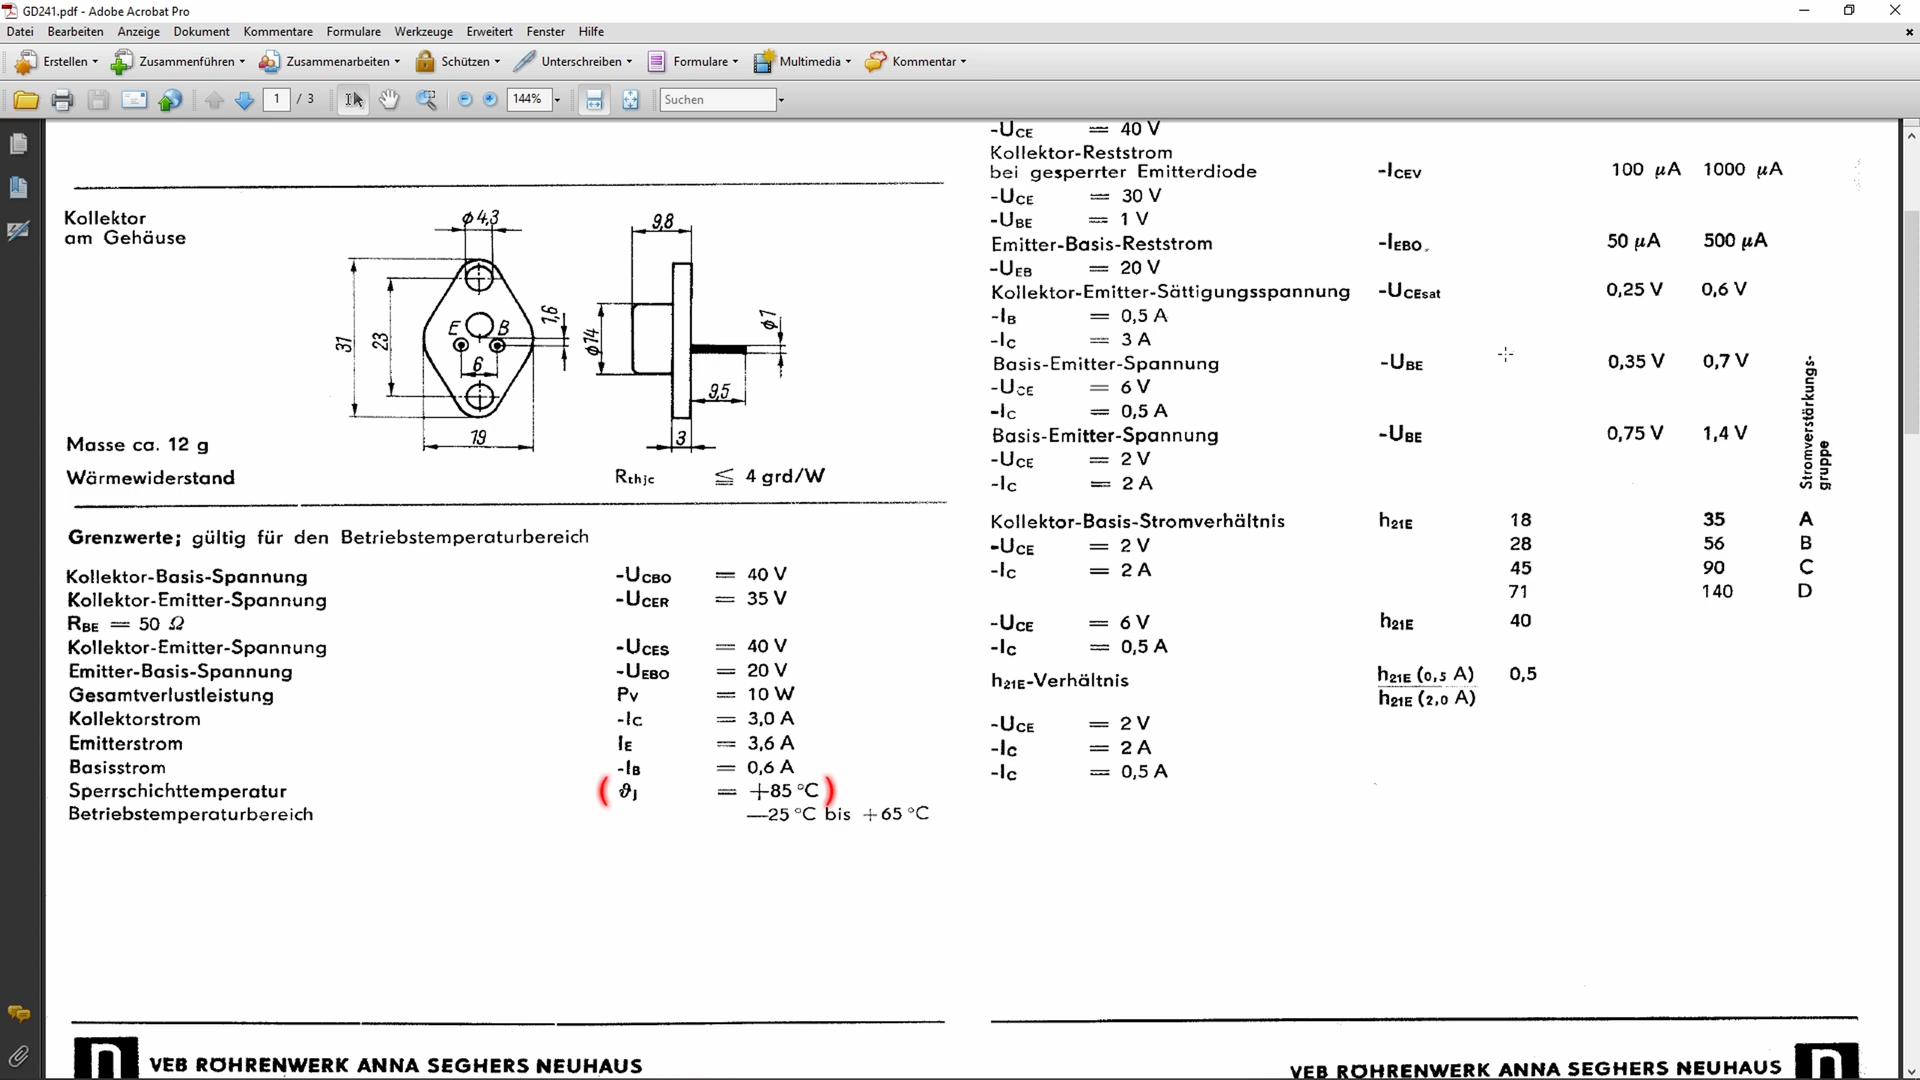 GD241.pdf - Adobe Acrobat Pro
Datei Bearbeiten Anzeige Dokument Kommentare Formulare Werkzeuge Erweitert Fenster Hilfe
Erstellen Zusammenführen Zusammenarbeiten Schützen Unterschreiben Formulare Multimedia Kommentar
1 / 3 144% Suchen
Kollektor
am Gehäuse
ϕ 4,3
9,8
31
23
E B
1,6
6
19
ϕ14
ϕ1
9,5
3
Masse ca. 12 g
Wärmewiderstand Rthjc ≦ 4 grd/W
Grenzwerte; gültig für den Betriebstemperaturbereich
Kollektor-Basis-Spannung -UCBO = 40 V
Kollektor-Emitter-Spannung -UCER = 35 V
RBE = 50 Ω
Kollektor-Emitter-Spannung -UCES = 40 V
Emitter-Basis-Spannung -UEBO = 20 V
Gesamtverlustleistung PV = 10 W
Kollektorstrom -IC = 3,0 A
Emitterstrom IE = 3,6 A
Basisstrom -IB = 0,6 A
Sperrschichttemperatur ( ϑJ = +85 °C )
Betriebstemperaturbereich —25 °C bis +65 °C
VEB RÖHRENWERK ANNA SEGHERS NEUHAUS
n
-UCE = 40 V
Kollektor-Reststrom
bei gesperrter Emitterdiode -ICEV 100 µA 1000 µA
-UCE = 30 V
-UBE = 1 V
Emitter-Basis-Reststrom -IEBO 50 µA 500 µA
-UEB = 20 V
Kollektor-Emitter-Sättigungsspannung -UCEsat 0,25 V 0,6 V
-IB = 0,5 A
-IC = 3 A
Basis-Emitter-Spannung -UBE 0,35 V 0,7 V
-UCE = 6 V
-IC = 0,5 A
Basis-Emitter-Spannung -UBE 0,75 V 1,4 V
-UCE = 2 V
-IC = 2 A
Stromverstärkungs-
gruppe
Kollektor-Basis-Stromverhältnis h21E 18 35 A
-UCE = 2 V 28 56 B
-IC = 2 A 45 90 C
71 140 D
-UCE = 6 V h21E 40
-IC = 0,5 A
h21E-Verhältnis h21E (0,5 A) 0,5
h21E (2,0 A)
-UCE = 2 V
-IC = 2 A
-IC = 0,5 A
VEB RÖHRENWERK ANNA SEGHERS NEUHAUS
n